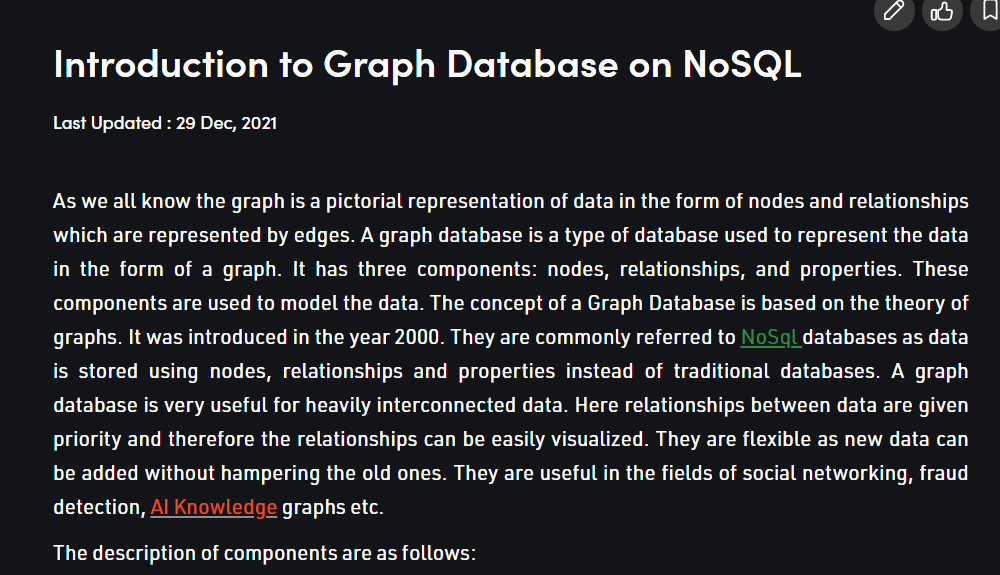 Introduction to Graph Database on NoSQL
Last Updated : 29 Dec, 2021
As we all know the graph is a pictorial representation of data in the form of nodes and relationships
which are represented by edges. A graph database is a type of database used to represent the data
in the form of a graph. It has three components: nodes, relationships, and properties. These
components are used to model the data. The concept of a Graph Database is based on the theory of
graphs. It was introduced in the year 2000. They are commonly referred to NoSql databases as data
is stored using nodes, relationships and properties instead of traditional databases. A graph
database is very useful for heavily interconnected data. Here relationships between data are given
priority and therefore the relationships can be easily visualized. They are flexible as new data can
be added without hampering the old ones. They are useful in the fields of social networking, fraud
detection, AI Knowledge graphs etc.
The description of components are as follows: